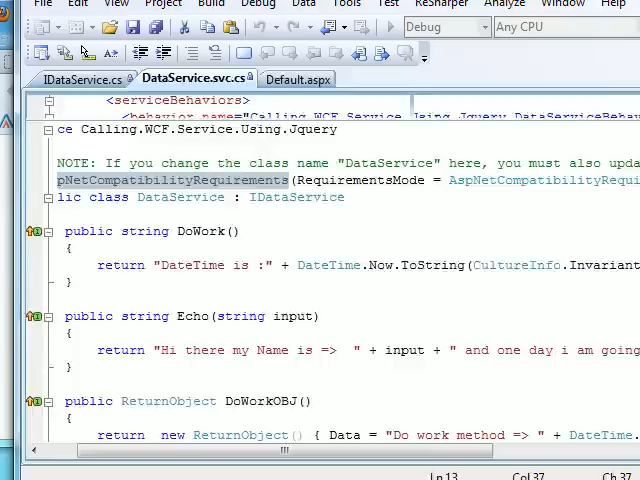 File Edit View Project Build Debug Data Tools Test ReSharper Analyze Window Help
Debug Any CPU
IDataService.cs DataService.svc.cs Default.aspx
<serviceBehaviors>
ce Calling.WCF.Service.Using.Jquery
NOTE: If you change the class name "DataService" here, you must also upda
pNetCompatibilityRequirements(RequirementsMode = AspNetCompatibilityRequi
lic class DataService : IDataService
public string DoWork()
{
return "DateTime is :" + DateTime.Now.ToString(CultureInfo.Invariant
}
public string Echo(string input)
{
return "Hi there my Name is =>  " + input + " and one day i am going
}
public ReturnObject DoWorkOBJ()
{
return  new ReturnObject() { Data = "Do work method => " + DateTime.
Ln 13 Col 37 Ch 37